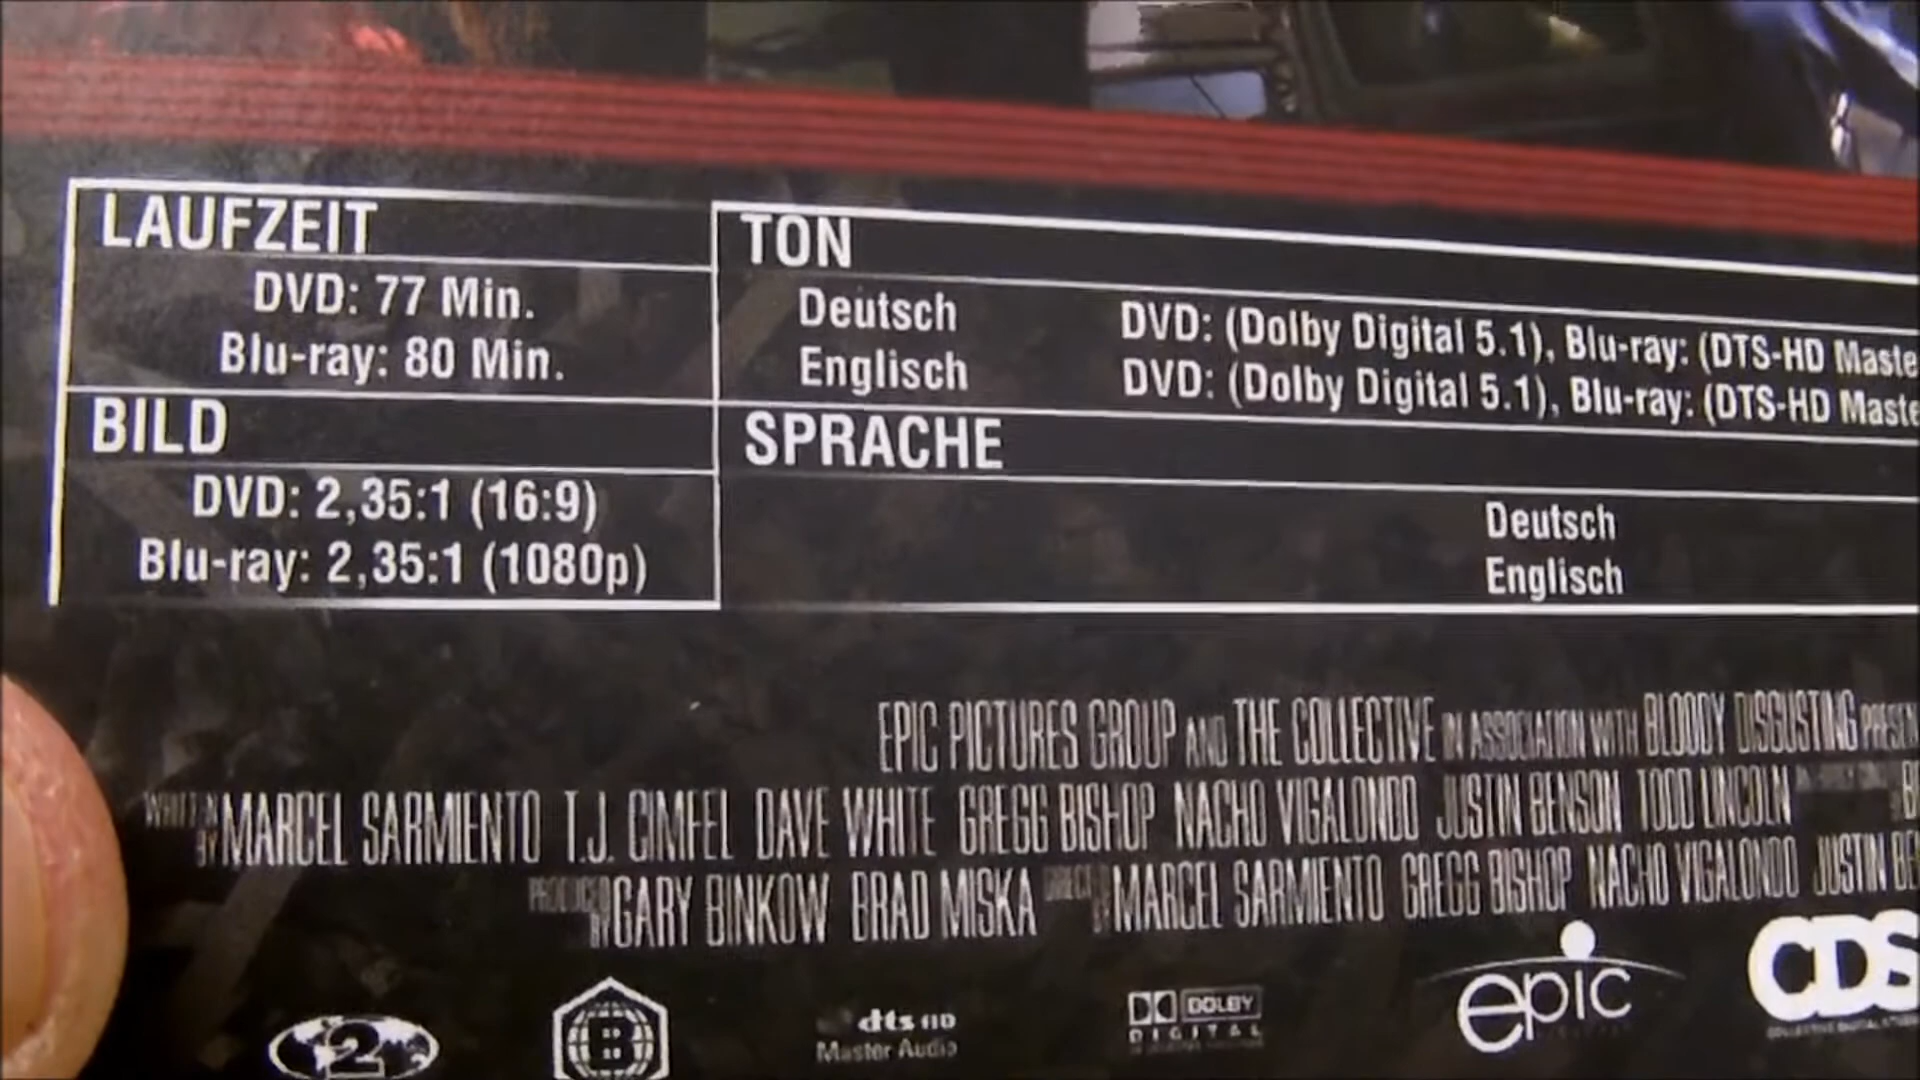 LAUFZEIT
DVD: 77 Min.
Blu-ray: 80 Min.
BILD
DVD: 2,35:1 (16:9)
Blu-ray: 2,35:1 (1080p)
TON
Deutsch DVD: (Dolby Digital 5.1), Blu-ray: (DTS-HD Maste
Englisch DVD: (Dolby Digital 5.1), Blu-ray: (DTS-HD Maste
SPRACHE
Deutsch
Englisch
EPIC PICTURES GROUP AND THE COLLECTIVE IN ASSOCIATION WITH BLOODY DISGUSTING PRESEN
WRITTEN BY MARCEL SARMIENTO T.J. CIMFEL DAVE WHITE GREGG BISHOP NACHO VIGALONDO JUSTIN BENSON TODD LINCOLN
PRODUCED BY GARY BINKOW BRAD MISKA DIRECTED BY MARCEL SARMIENTO GREGG BISHOP NACHO VIGALONDO JUSTIN BE
2
B
dts HD
Master Audio
DOLBY
DIGITAL
epic
CDS